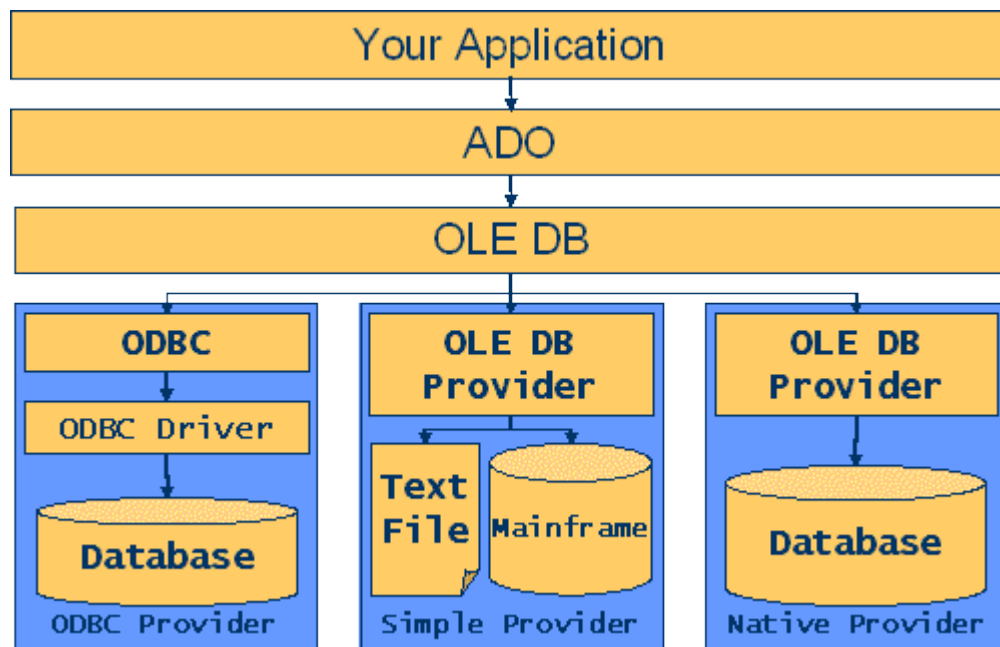 Your Application
ADO
OLE DB
ODBC
ODBC Driver
Database
ODBC Provider
OLE DB
Provider
Text
File
Mainframe
Simple Provider
OLE DB
Provider
Database
Native Provider